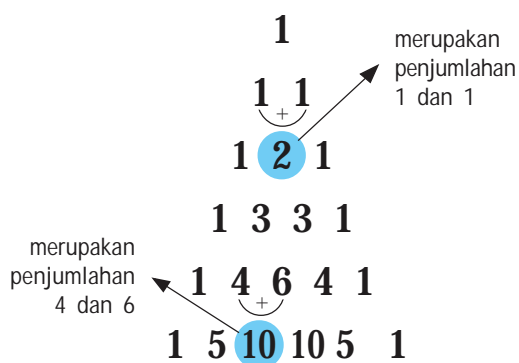 1
merupakan
penjumlahan
1 dan 1
1 1
+
1 2 1
1 3 3 1
merupakan
penjumlahan
4 dan 6
1 4 6 4 1
+
1 5 10 10 5 1